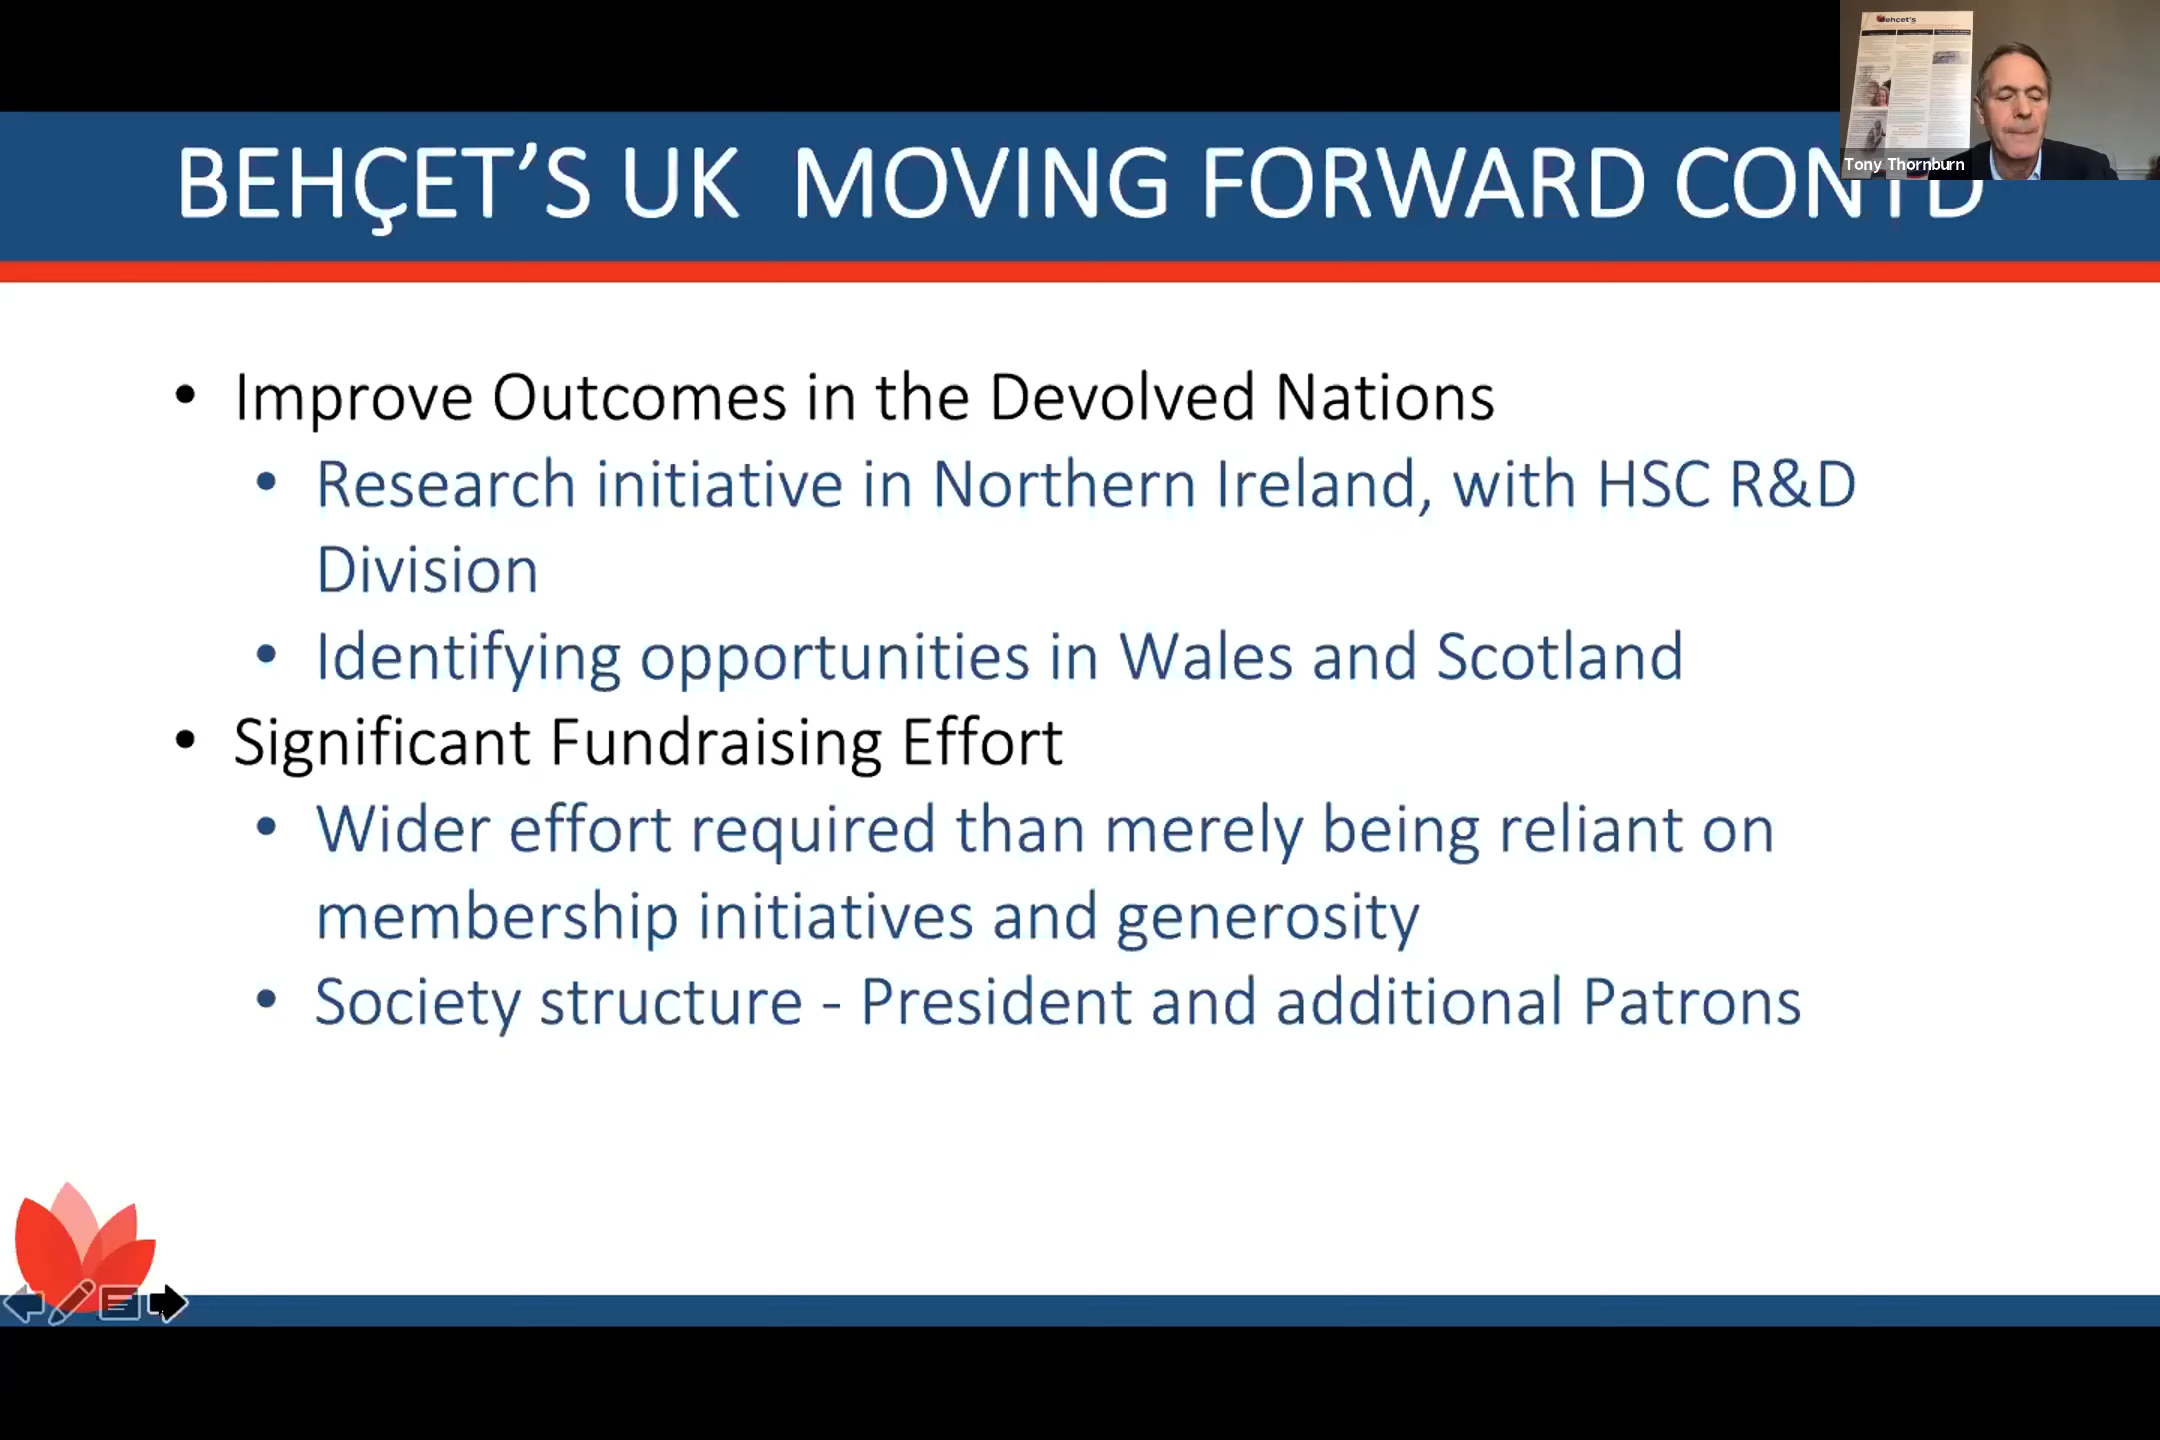 Behçet's
Tony Thornburn
BEHÇET’S UK  MOVING FORWARD CONTD
• Improve Outcomes in the Devolved Nations
• Research initiative in Northern Ireland, with HSC R&D
Division
• Identifying opportunities in Wales and Scotland
• Significant Fundraising Effort
• Wider effort required than merely being reliant on
membership initiatives and generosity
• Society structure - President and additional Patrons